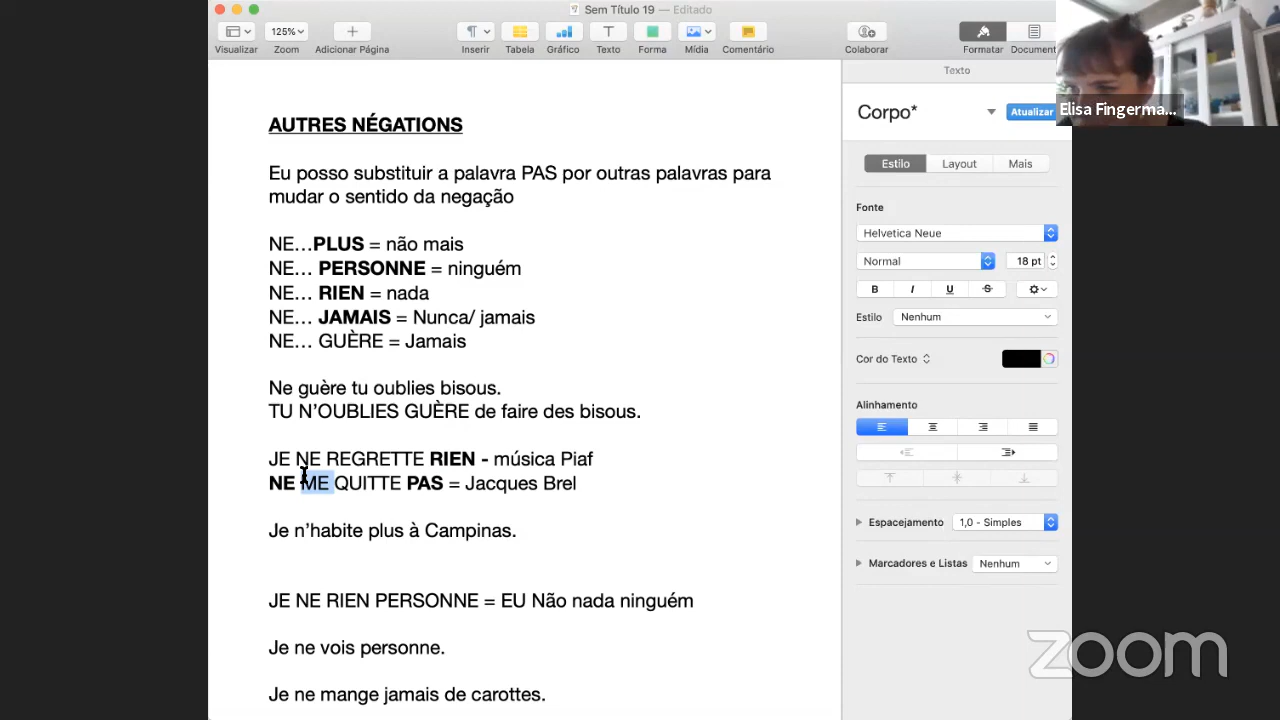 Sem Título 19 — Editado
125%
Visualizar Zoom Adicionar Página Inserir Tabela Gráfico Texto Forma Mídia Comentário Colaborar Formatar Document
Texto
Corpo* Atualizar
Elisa Fingerma...
Estilo Layout Mais
Fonte
Helvetica Neue
Normal 18 pt
B I U S
Estilo Nenhum
Cor do Texto
Alinhamento
Espacejamento 1,0 - Simples
Marcadores e Listas Nenhum
AUTRES NÉGATIONS
Eu posso substituir a palavra PAS por outras palavras para
mudar o sentido da negação
NE…PLUS = não mais
NE… PERSONNE = ninguém
NE… RIEN = nada
NE… JAMAIS = Nunca/ jamais
NE… GUÈRE = Jamais
Ne guère tu oublies bisous.
TU N’OUBLIES GUÈRE de faire des bisous.
JE NE REGRETTE RIEN - música Piaf
NE ME QUITTE PAS = Jacques Brel
Je n’habite plus à Campinas.
JE NE RIEN PERSONNE = EU Não nada ninguém
Je ne vois personne.
Je ne mange jamais de carottes.
zoom